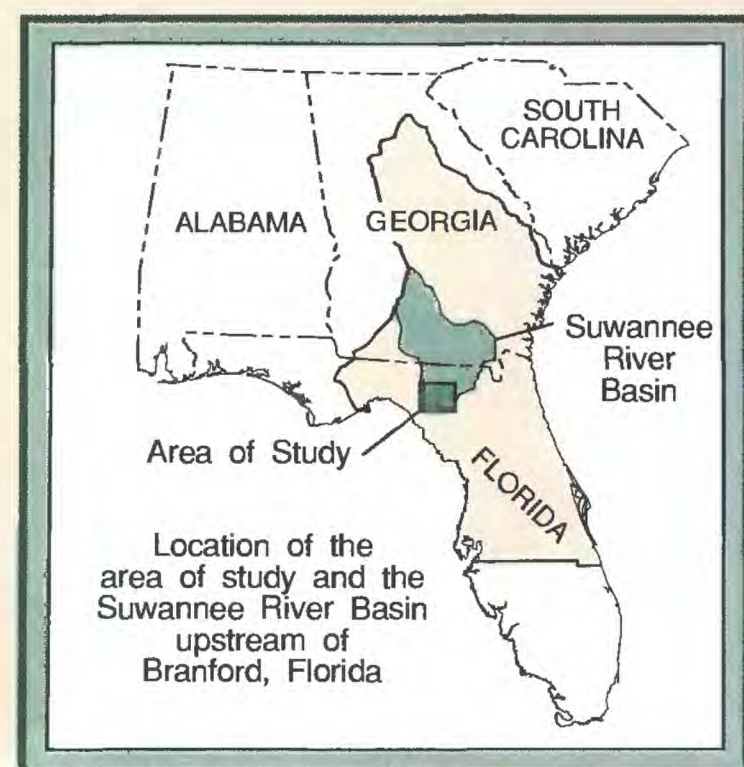 SOUTH
CAROLINA
ALABAMA
GEORGIA
Suwannee
River
Basin
Area of Study
FLORIDA
Location of the
area of study and the
Suwannee River Basin
upstream of
Branford, Florida